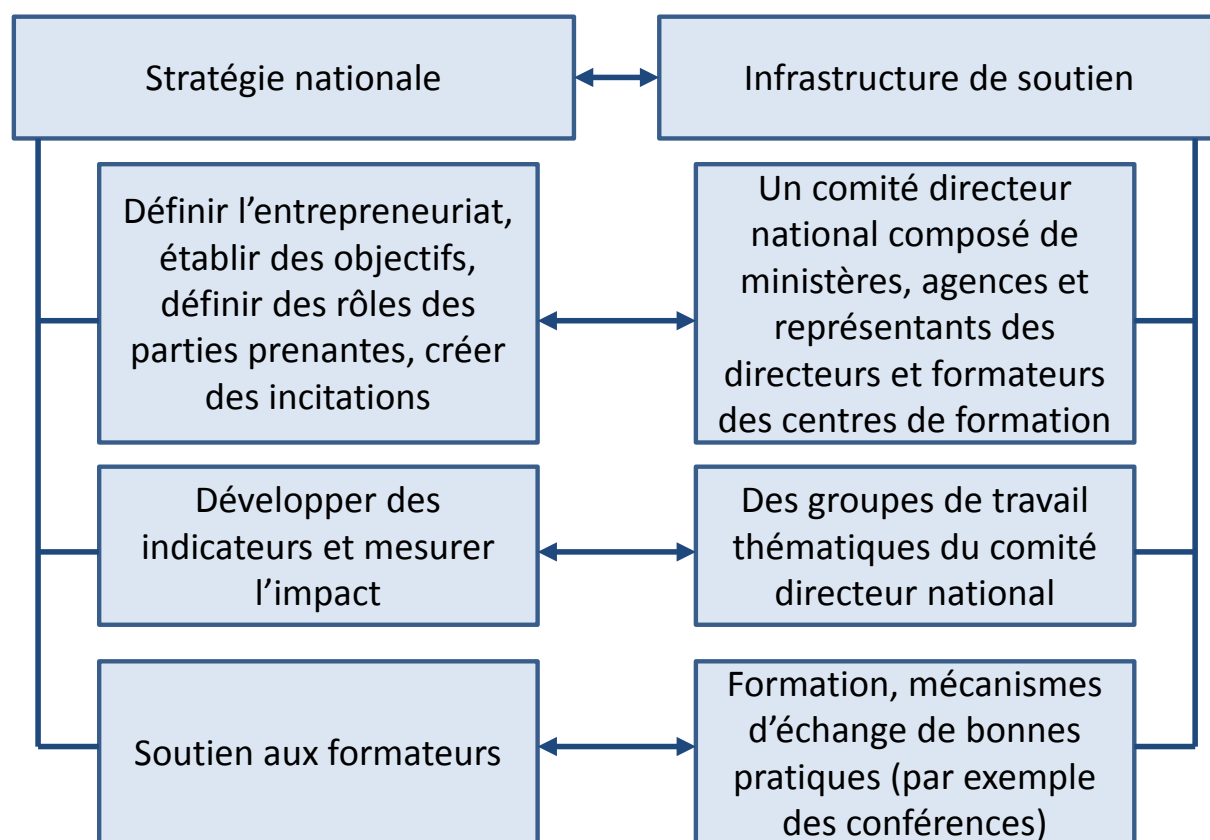 Stratégie nationale
Infrastructure de soutien
Définir l’entrepreneuriat,
établir des objectifs,
définir des rôles des
parties prenantes, créer
des incitations
Un comité directeur
national composé de
ministères, agences et
représentants des
directeurs et formateurs
des centres de formation
Développer des
indicateurs et mesurer
l’impact
Des groupes de travail
thématiques du comité
directeur national
Soutien aux formateurs
Formation, mécanismes
d’échange de bonnes
pratiques (par exemple
des conférences)